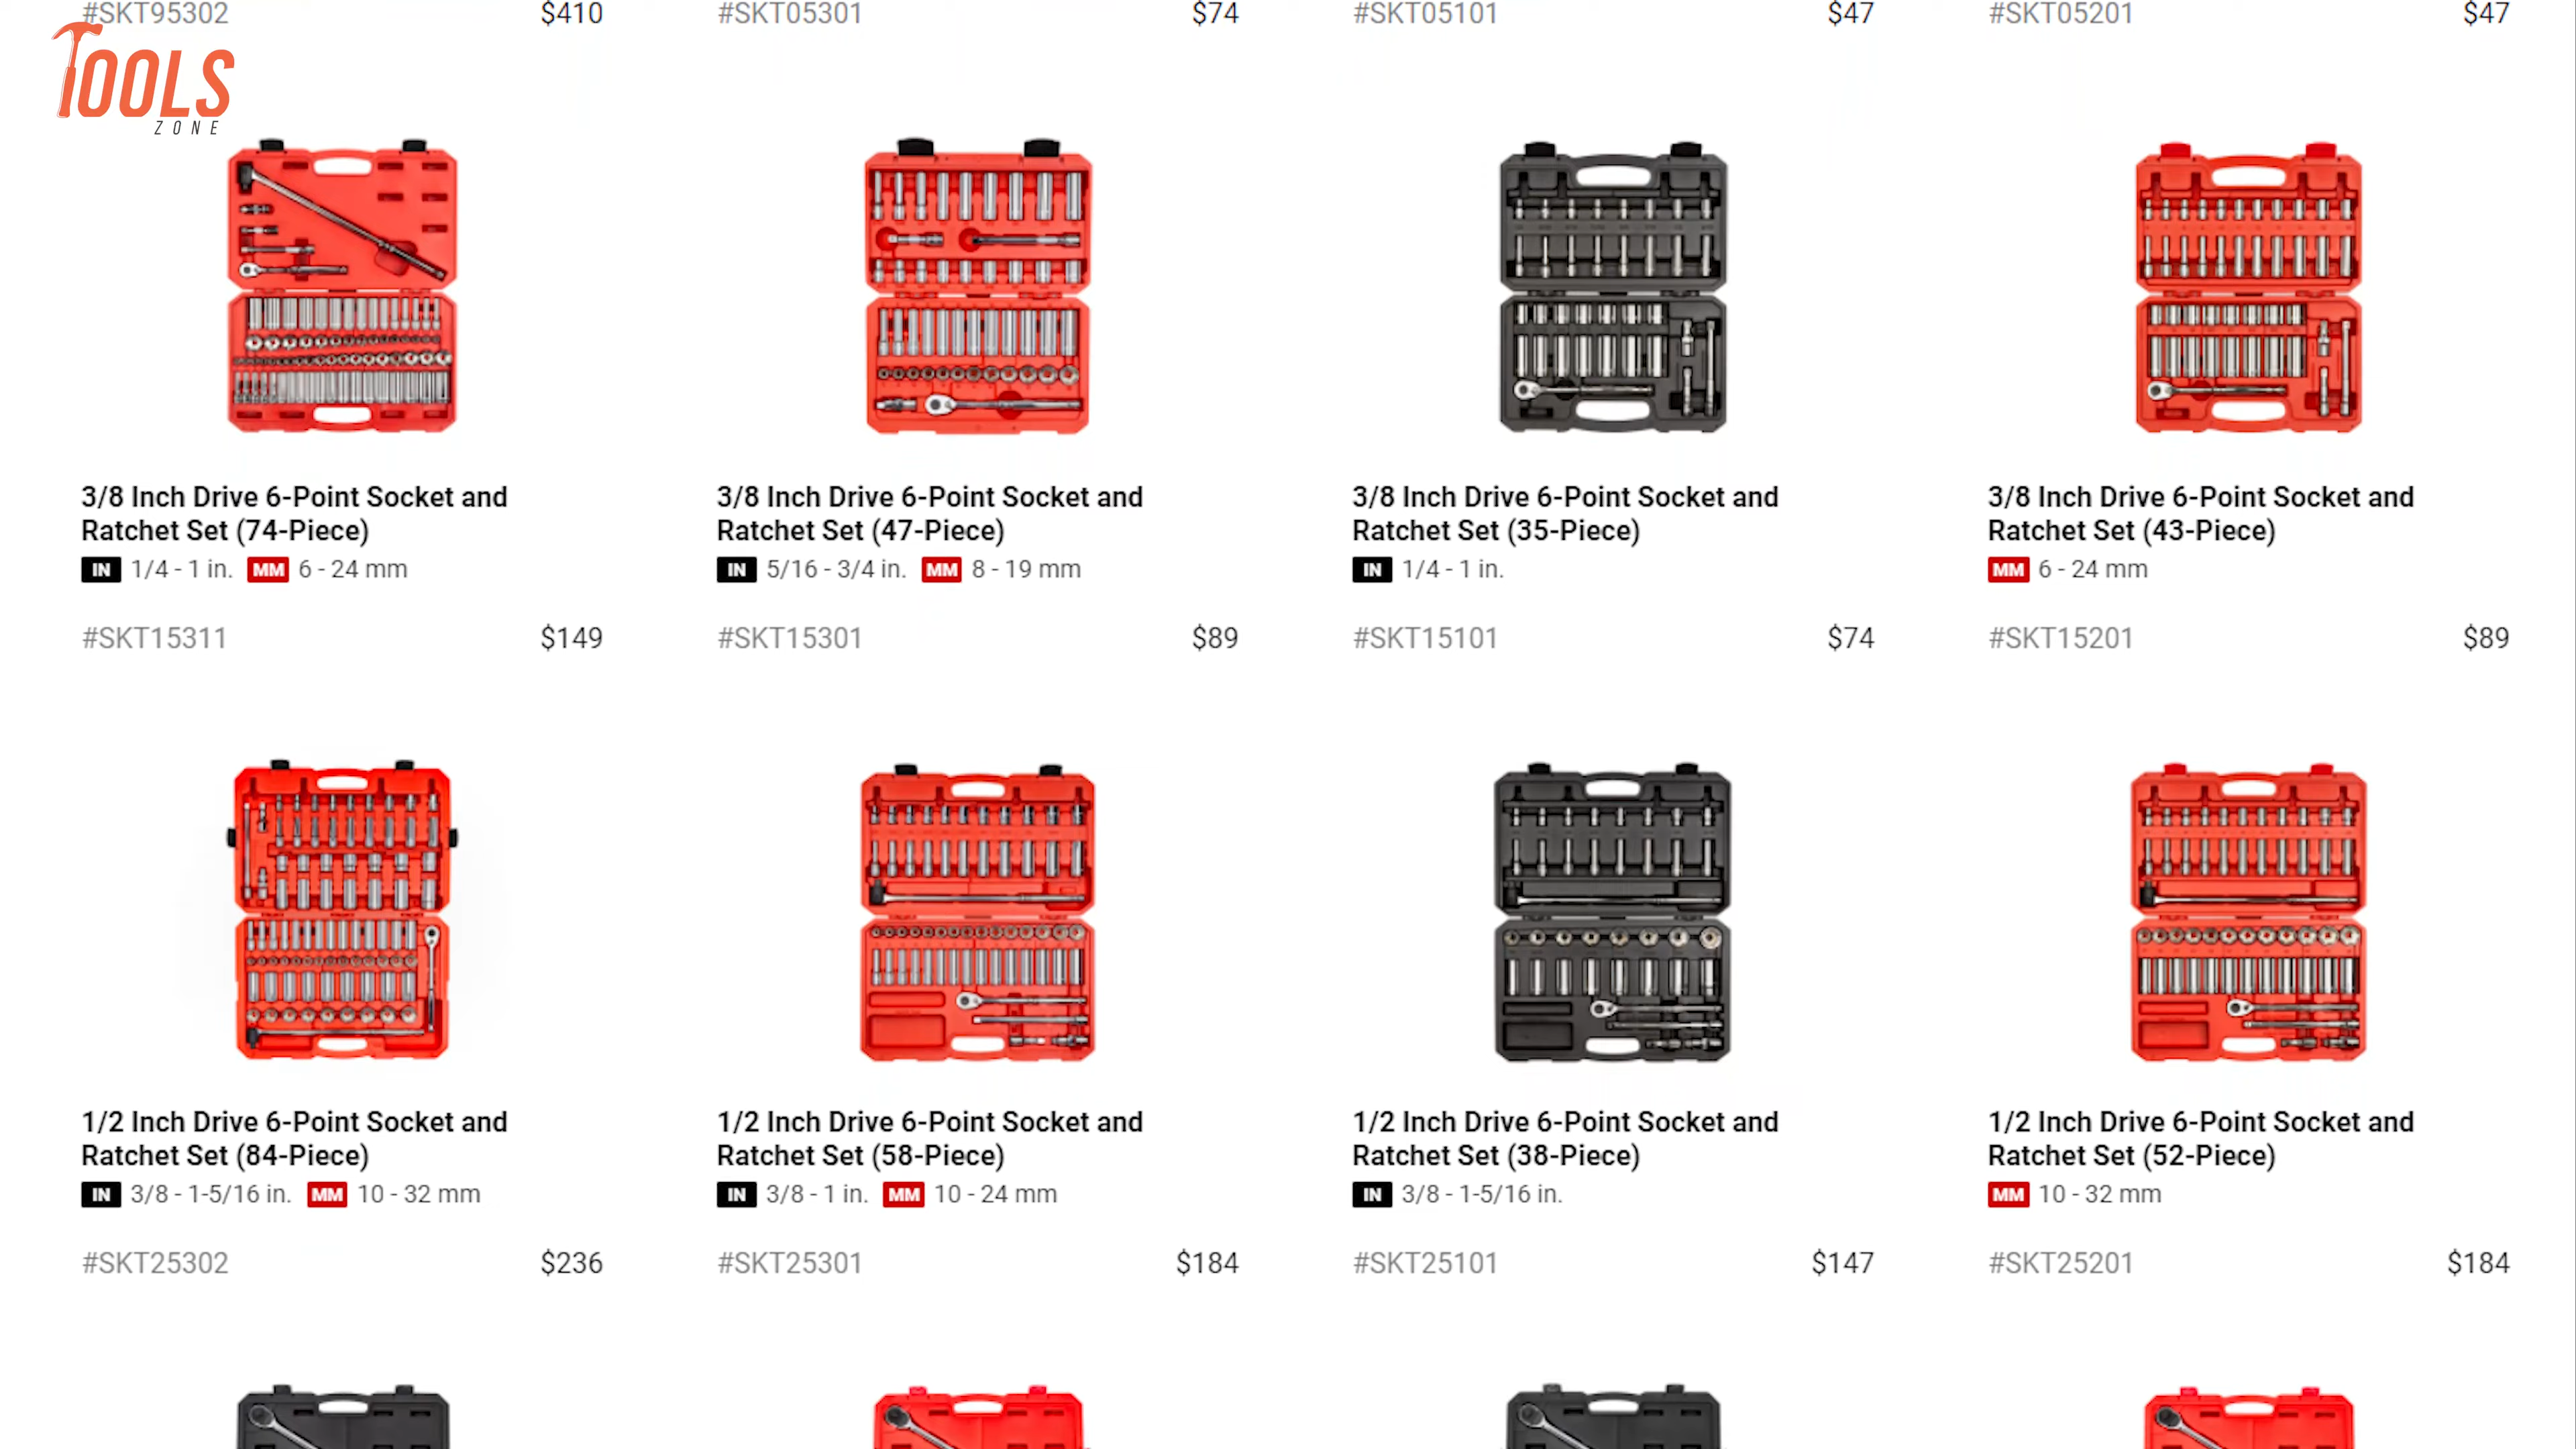 #SKT95302 $410 #SKT05301 $74 #SKT05101 $47 #SKT05201 $47
TOOLS
ZONE
3/8 Inch Drive 6-Point Socket and
Ratchet Set (74-Piece)
IN 1/4 - 1 in. MM 6 - 24 mm
#SKT15311 $149
3/8 Inch Drive 6-Point Socket and
Ratchet Set (47-Piece)
IN 5/16 - 3/4 in. MM 8 - 19 mm
#SKT15301 $89
3/8 Inch Drive 6-Point Socket and
Ratchet Set (35-Piece)
IN 1/4 - 1 in.
#SKT15101 $74
3/8 Inch Drive 6-Point Socket and
Ratchet Set (43-Piece)
MM 6 - 24 mm
#SKT15201 $89
1/2 Inch Drive 6-Point Socket and
Ratchet Set (84-Piece)
IN 3/8 - 1-5/16 in. MM 10 - 32 mm
#SKT25302 $236
1/2 Inch Drive 6-Point Socket and
Ratchet Set (58-Piece)
IN 3/8 - 1 in. MM 10 - 24 mm
#SKT25301 $184
1/2 Inch Drive 6-Point Socket and
Ratchet Set (38-Piece)
IN 3/8 - 1-5/16 in.
#SKT25101 $147
1/2 Inch Drive 6-Point Socket and
Ratchet Set (52-Piece)
MM 10 - 32 mm
#SKT25201 $184